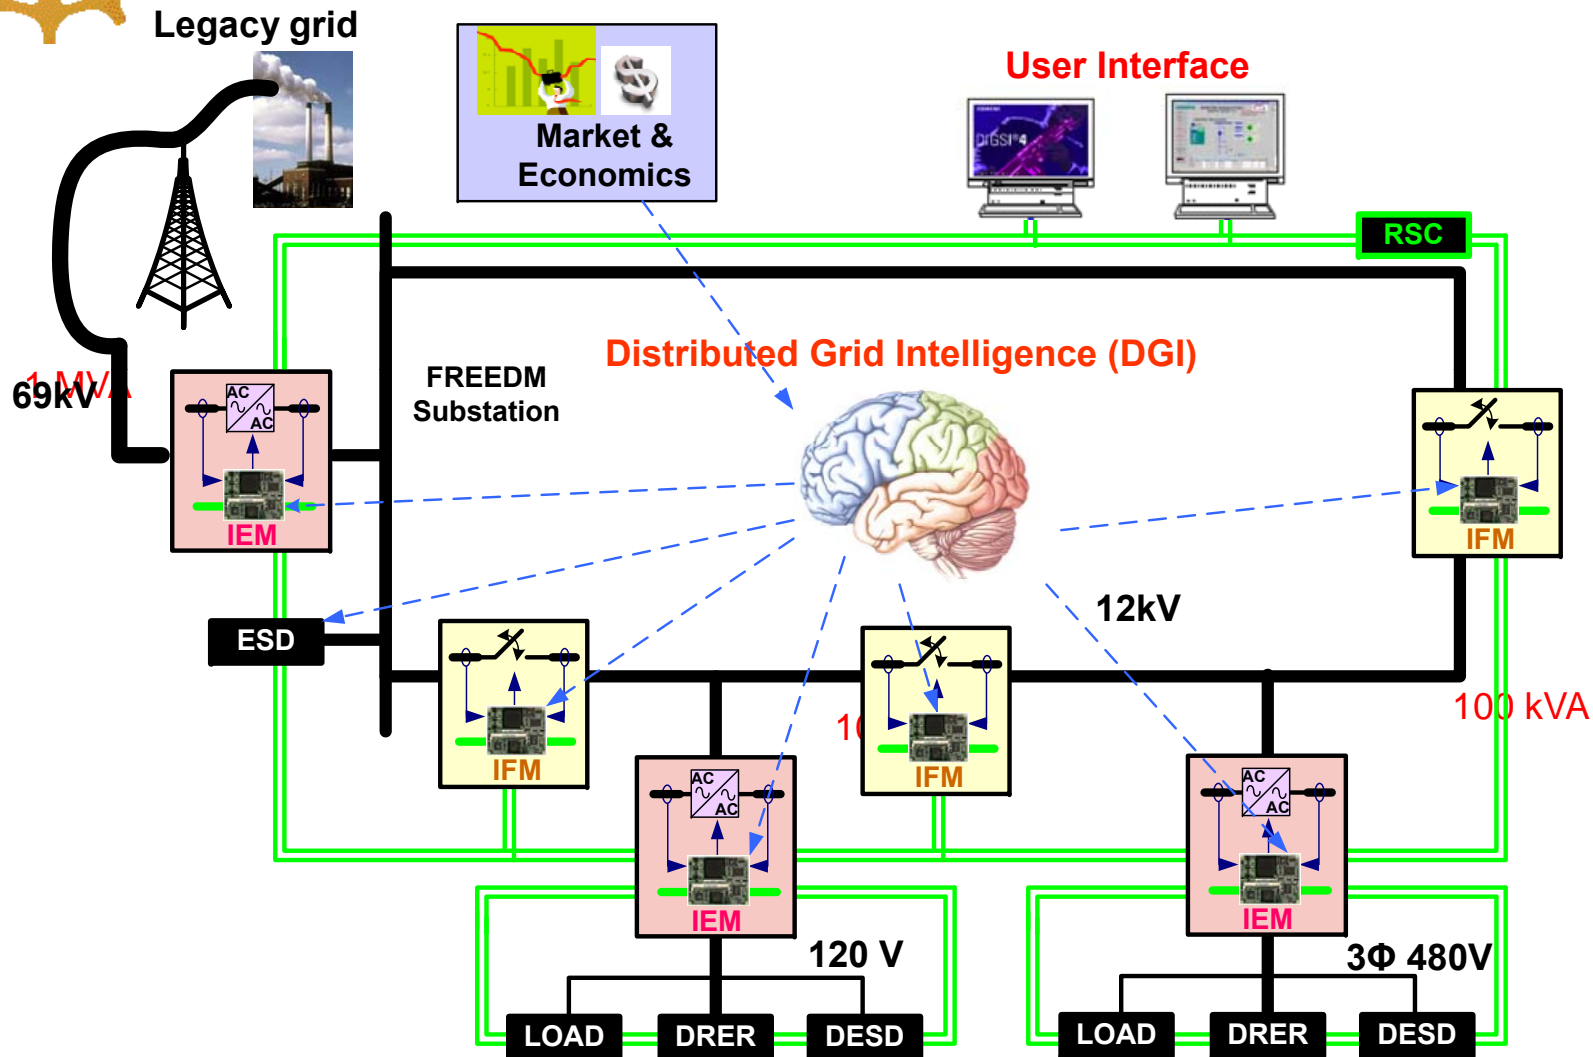 Legacy grid
Market &
Economics
User Interface
DIGSI®4
RSC
Distributed Grid Intelligence (DGI)
FREEDM
Substation
1 MVA
69kV
AC
AC
IEM
IFM
12kV
ESD
IFM
IFM
100 kVA
AC
AC
IEM
AC
AC
IEM
120 V
3Φ 480V
LOAD
DRER
DESD
LOAD
DRER
DESD